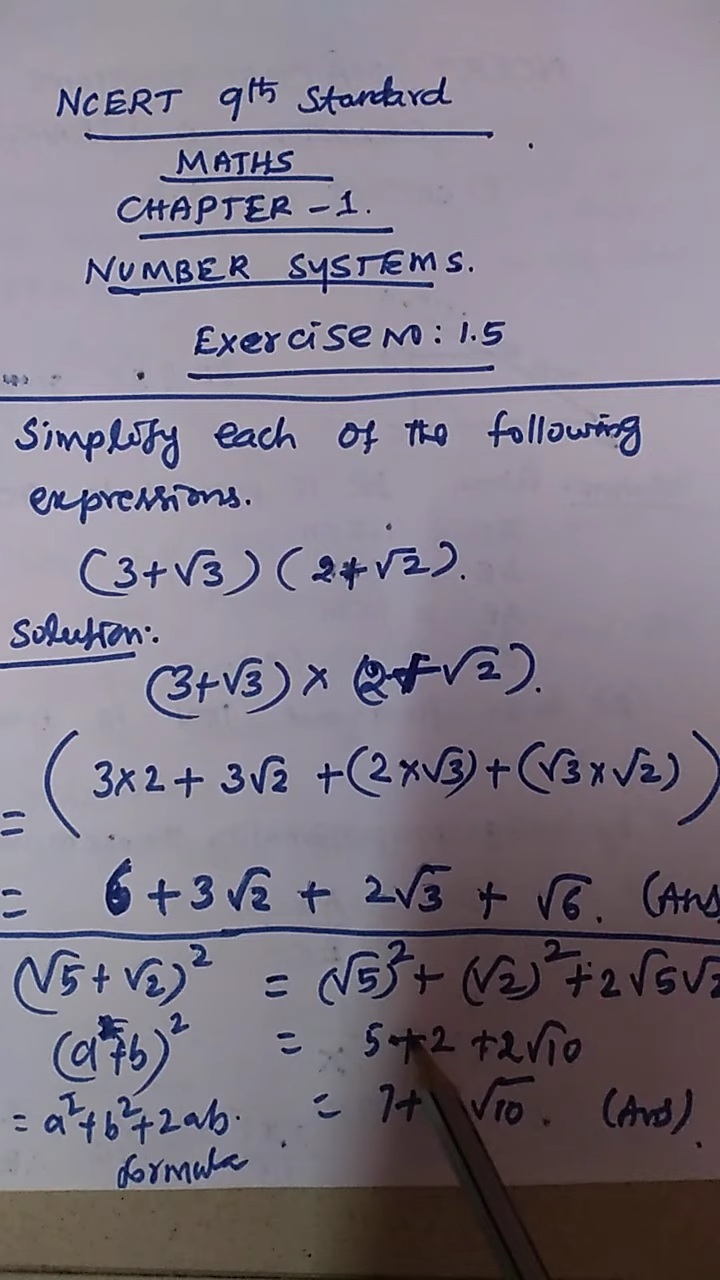 NCERT 9th Standard
MATHS
CHAPTER - 1.
NUMBER SYSTEMS.
Exercise NO: 1.5
Simplify each of the following
expressions.
(3+√3)(2+√2).
Solution:
(3+√3) × (2+√2).
= (3×2 + 3√2 + (2×√3) + (√3×√2))
= 6 + 3√2 + 2√3 + √6. (Ans
(√5+√2)² = (√5)² + (√2)² + 2√5√2
(a+b)² = 5+2 +2√10
= a²+b²+2ab. = 7+ √10. (Ans)
formula